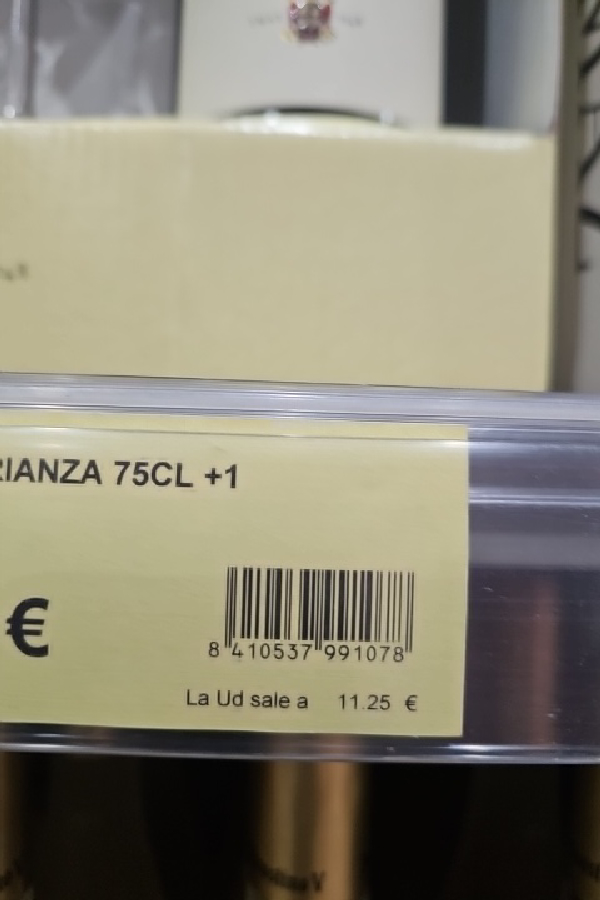 RIANZA 75CL +1
€
8 410537 991078
La Ud sale a 11.25 €